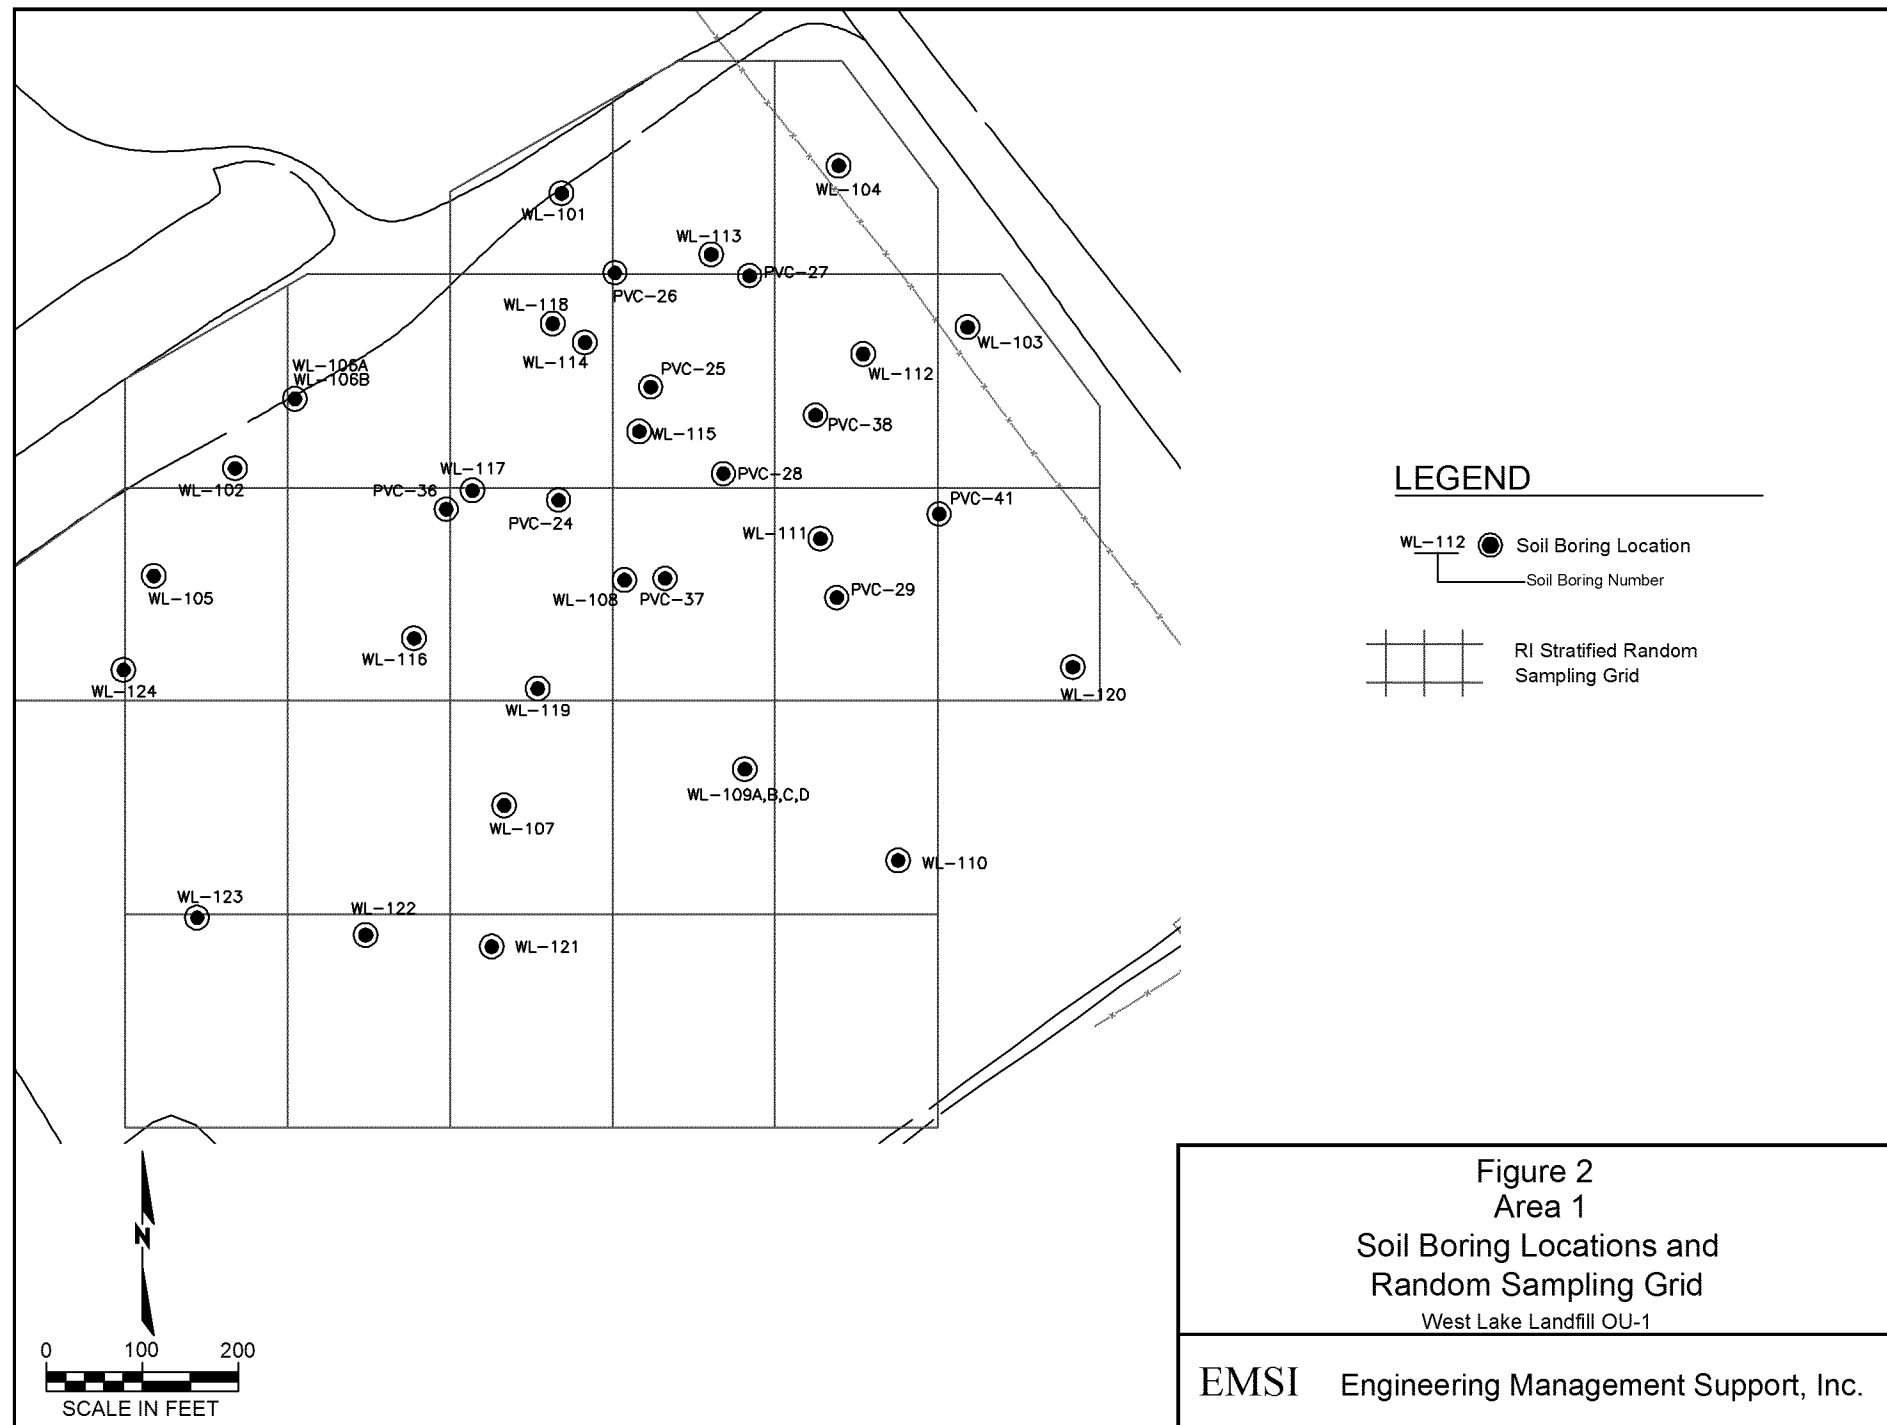 WL-104
WL-101
WL-113
PVC-27
PVC-26
WL-118
WL-114
WL-103
WL-112
WL-106A
WL-106B
PVC-25
PVC-38
WL-115
WL-117
PVC-28
WL-102
PVC-36
PVC-24
PVC-41
WL-111
WL-105
WL-108
PVC-37
PVC-29
WL-116
WL-124
WL-119
WL-120
WL-109A,B,C,D
WL-107
WL-110
WL-123
WL-122
WL-121
LEGEND
WL-112
Soil Boring Location
Soil Boring Number
RI Stratified Random
Sampling Grid
N
0 100 200
SCALE IN FEET
Figure 2
Area 1
Soil Boring Locations and
Random Sampling Grid
West Lake Landfill OU-1
EMSI Engineering Management Support, Inc.